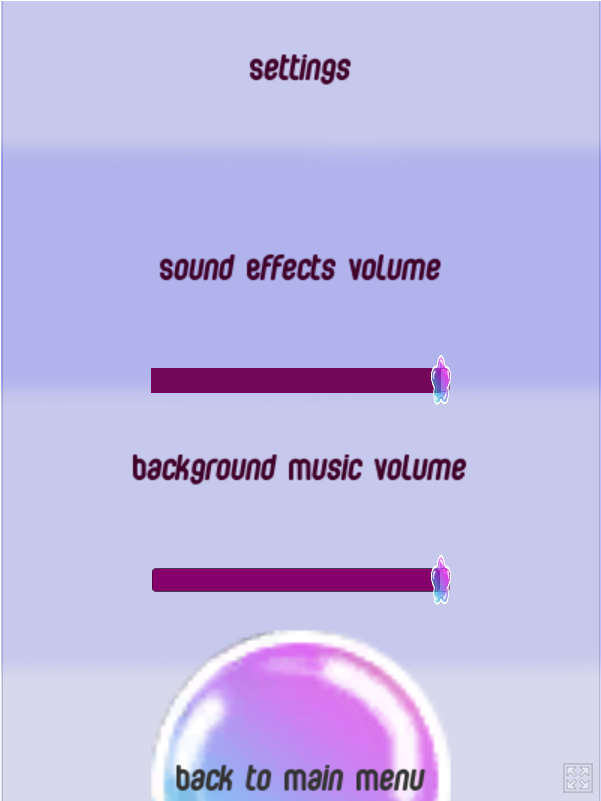 settings
sound effects volume
background music volume
back to main menu